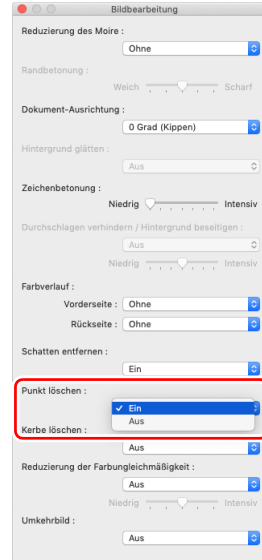 Bildbearbeitung
Reduzierung des Moire :
Ohne
Randbetonung :
Weich Scharf
Dokument-Ausrichtung :
0 Grad (Kippen)
Hintergrund glätten :
Aus
Zeichenbetonung :
Niedrig Intensiv
Durchschlagen verhindern / Hintergrund beseitigen :
Aus
Niedrig Intensiv
Farbverlauf :
Vorderseite : Ohne
Rückseite : Ohne
Schatten entfernen :
Ein
Punkt löschen :
✓ Ein
Aus
Kerbe löschen :
Aus
Reduzierung der Farbungleichmäßigkeit :
Aus
Niedrig Intensiv
Umkehrbild :
Aus